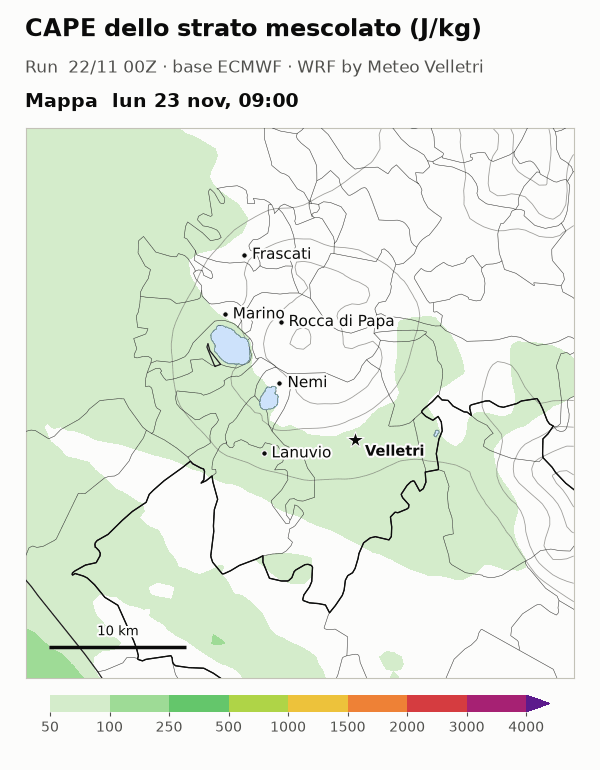 CAPE dello strato mescolato (J/kg)
Run  22/11 00Z · base ECMWF · WRF by Meteo Velletri
Mappa  lun 23 nov, 09:00
Frascati
Marino
Rocca di Papa
Nemi
Velletri
Lanuvio
10 km
50 100 250 500 1000 1500 2000 3000 4000